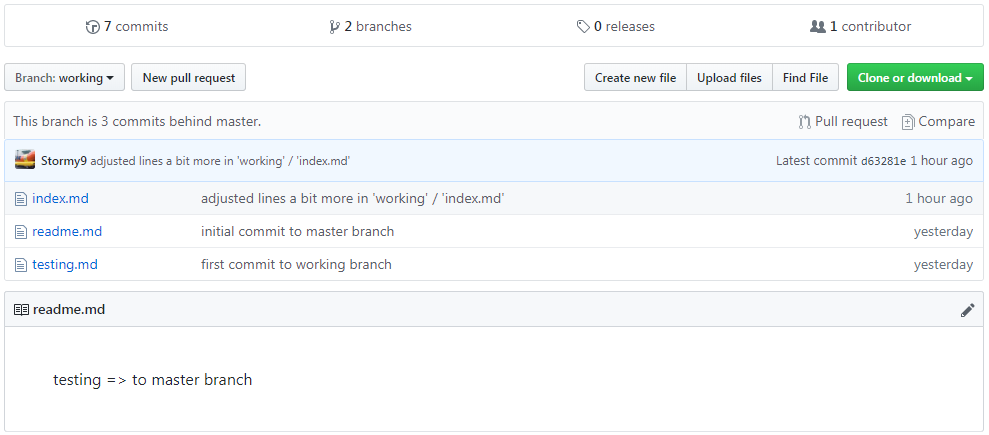 7 commits 2 branches 0 releases 1 contributor
Branch: working New pull request Create new file Upload files Find File Clone or download
This branch is 3 commits behind master. Pull request Compare
Stormy9 adjusted lines a bit more in 'working' / 'index.md' Latest commit d63281e 1 hour ago
index.md adjusted lines a bit more in 'working' / 'index.md' 1 hour ago
readme.md initial commit to master branch yesterday
testing.md first commit to working branch yesterday
readme.md
testing => to master branch